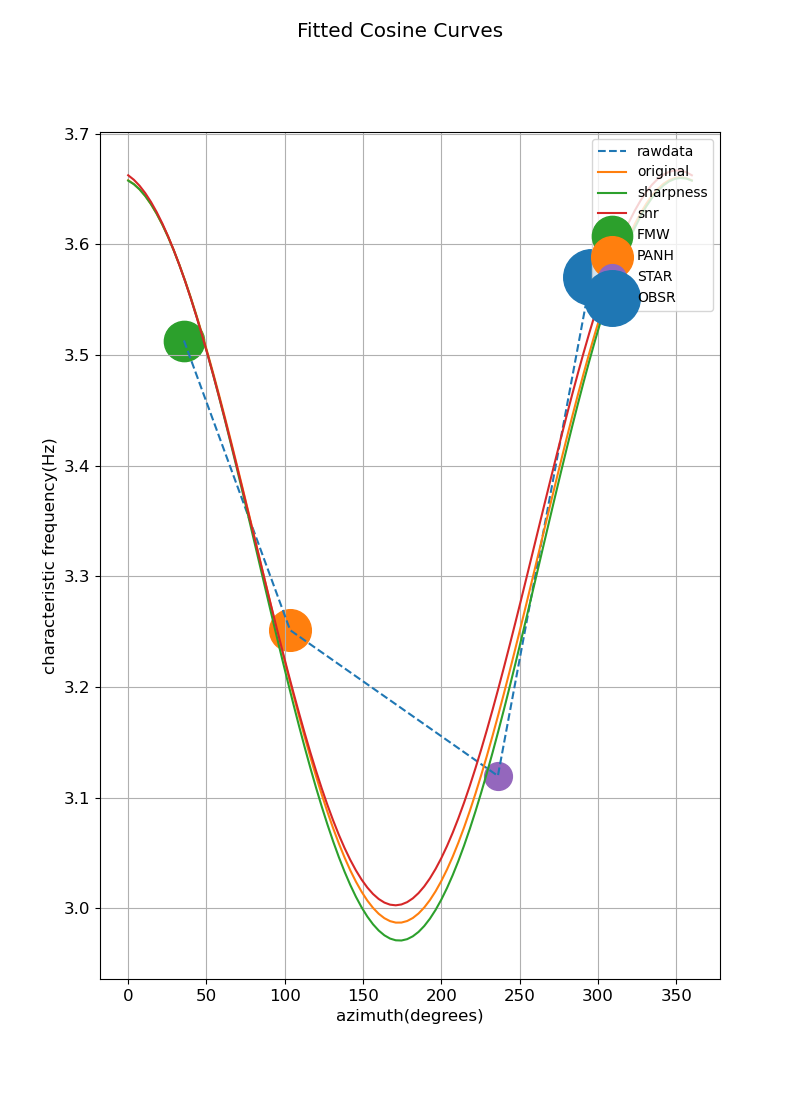 Fitted Cosine Curves
3.7
3.6
3.5
3.4
3.3
3.2
3.1
3.0
characteristic frequency(Hz)
rawdata
original
sharpness
snr
FMW
PANH
STAR
OBSR
0 50 100 150 200 250 300 350
azimuth(degrees)